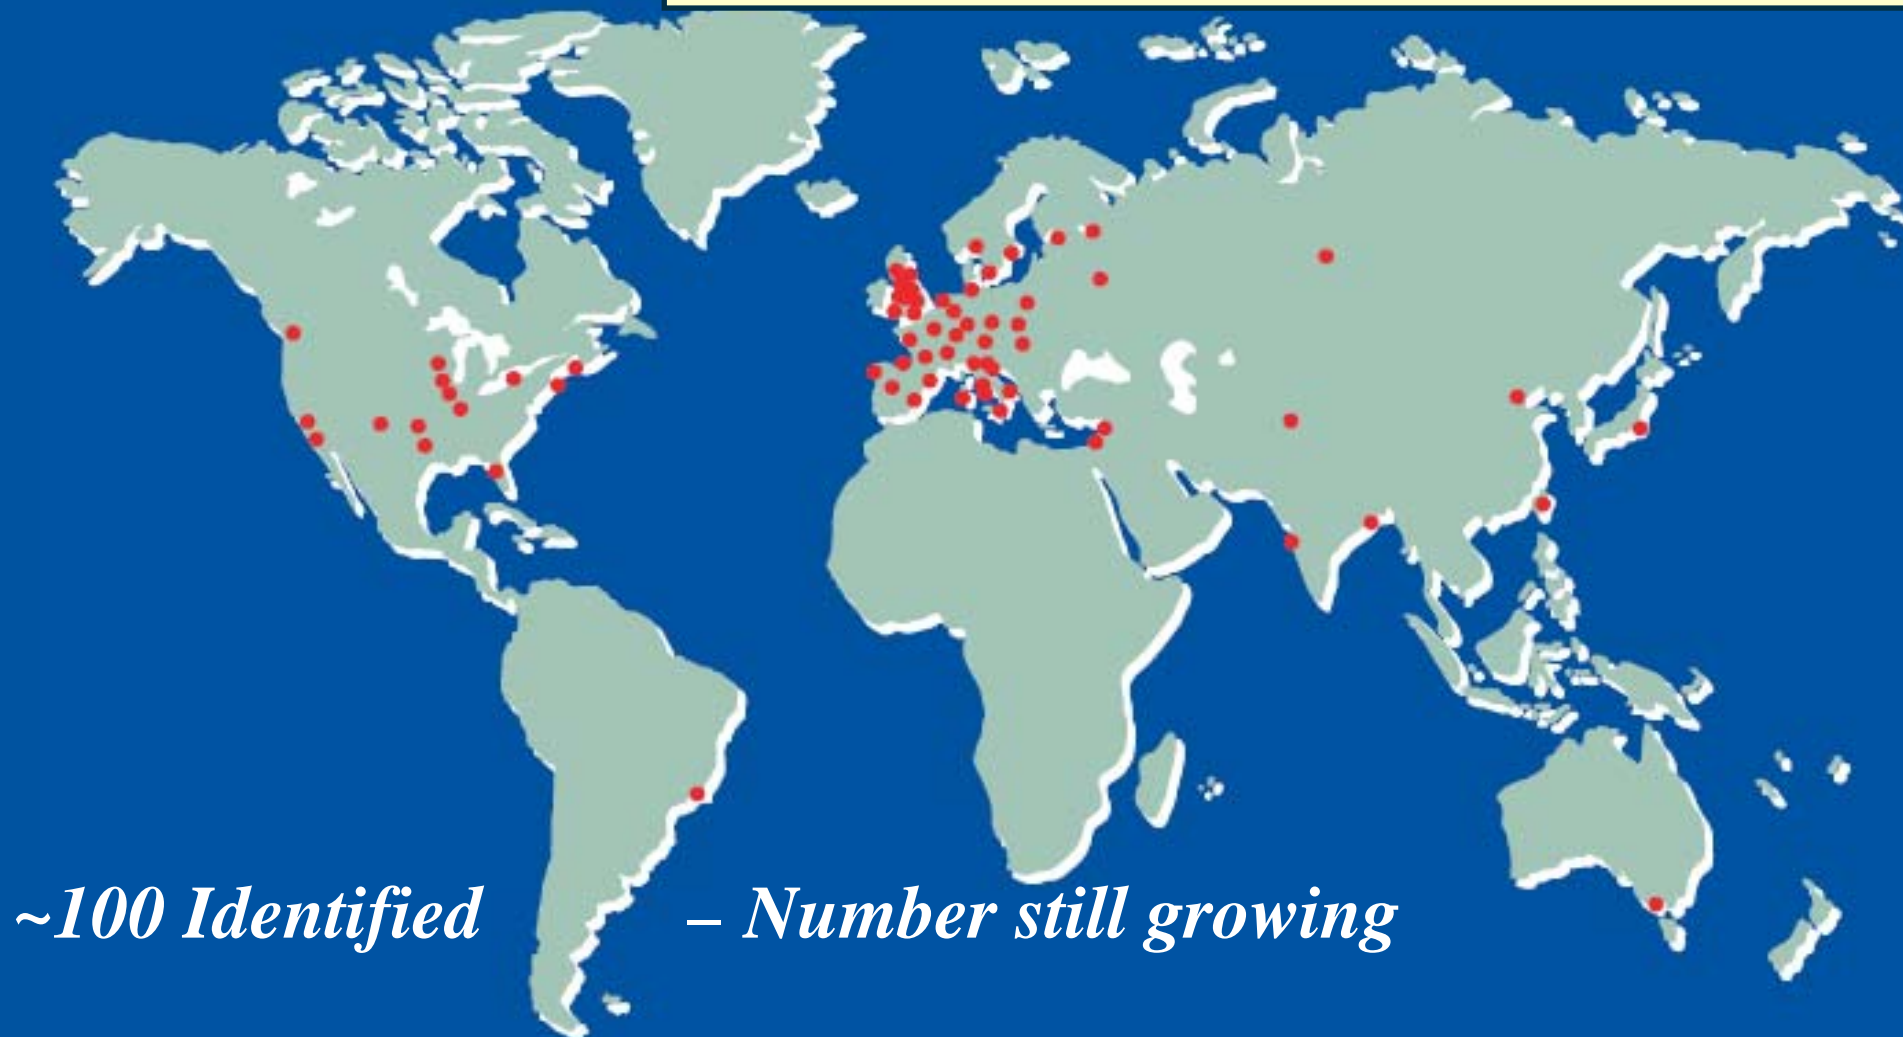 ~100 Identified – Number still growing